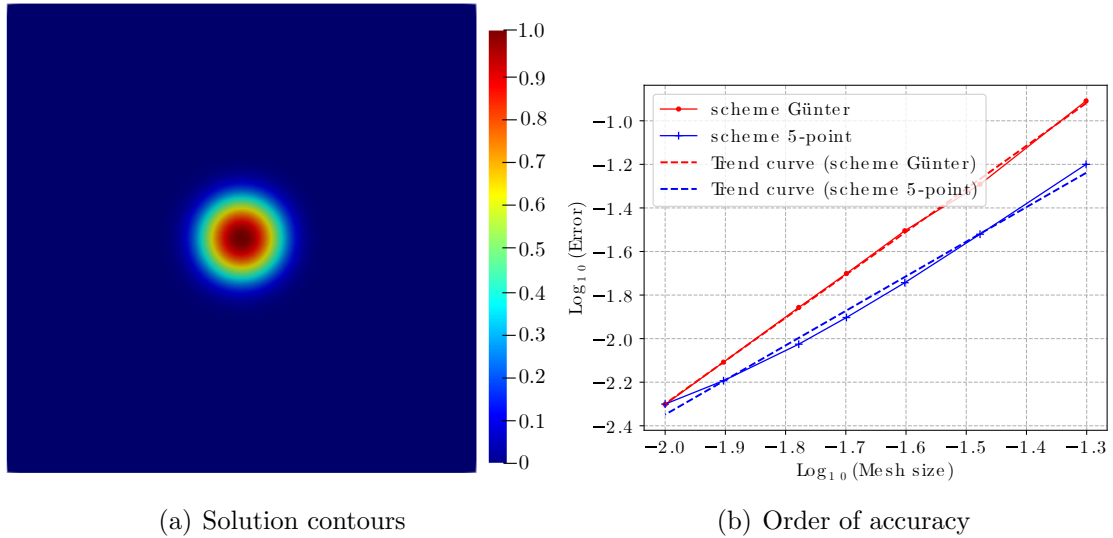 1.0
0.9
0.8
0.7
0.6
0.5
0.4
0.3
0.2
0.1
0
(a) Solution contours
scheme Günter
scheme 5-point
Trend curve (scheme Günter)
Trend curve (scheme 5-point)
Log₁₀(Error)
−1.0
−1.2
−1.4
−1.6
−1.8
−2.0
−2.2
−2.4
−2.0 −1.9 −1.8 −1.7 −1.6 −1.5 −1.4 −1.3
Log₁₀(Mesh size)
(b) Order of accuracy